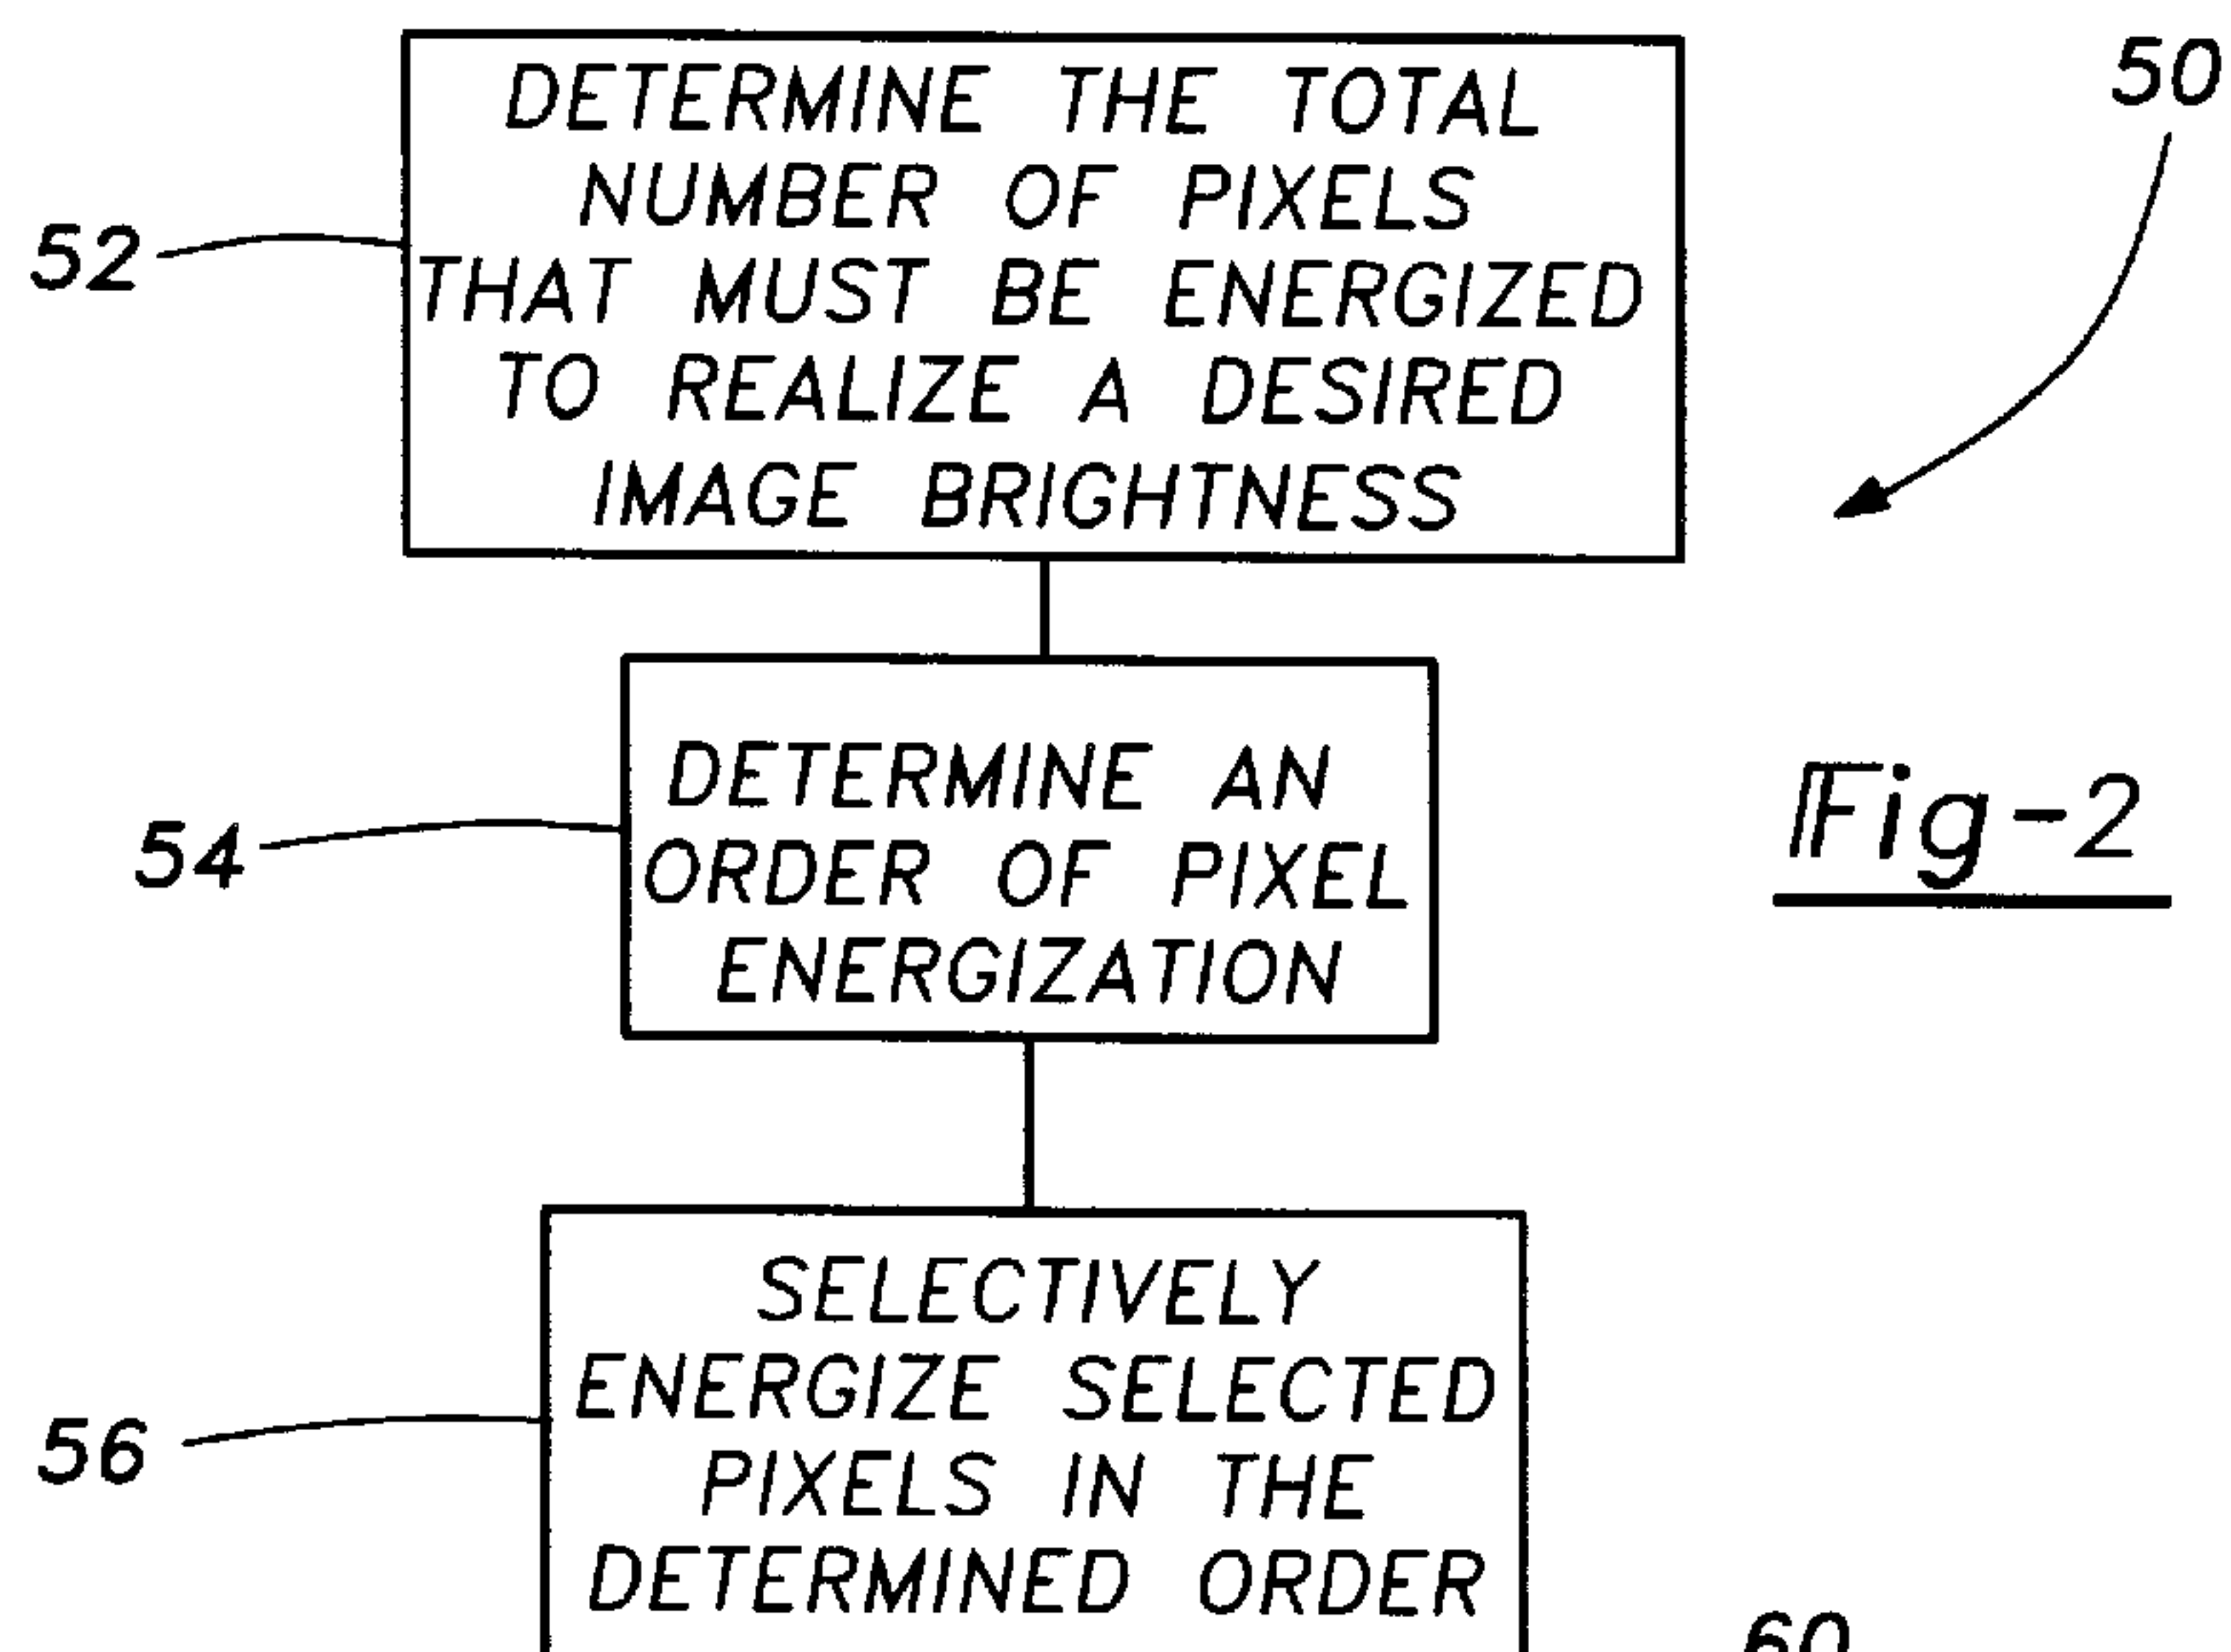 DETERMINE THE TOTAL
NUMBER OF PIXELS
THAT MUST BE ENERGIZED
TO REALIZE A DESIRED
IMAGE BRIGHTNESS
50
52
DETERMINE AN
ORDER OF PIXEL
ENERGIZATION
54
Fig-2
SELECTIVELY
ENERGIZE SELECTED
PIXELS IN THE
DETERMINED ORDER
56
60